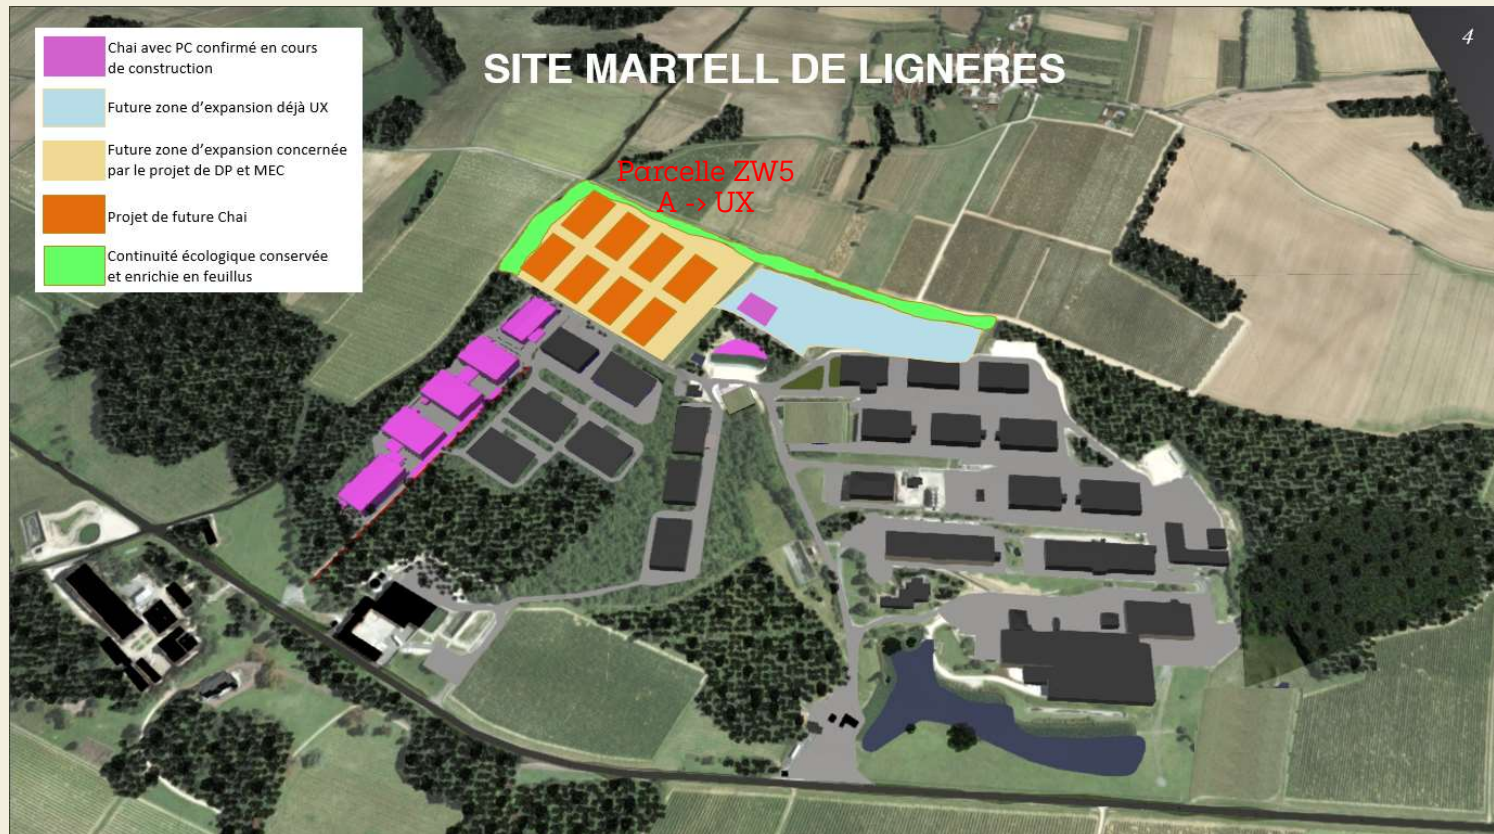 4
SITE MARTELL DE LIGNERES
Chai avec PC confirmé en cours
de construction
Future zone d'expansion déjà UX
Future zone d'expansion concernée
par le projet de DP et MEC
Projet de future Chai
Continuité écologique conservée
et enrichie en feuillus
Parcelle ZW5
A -> UX